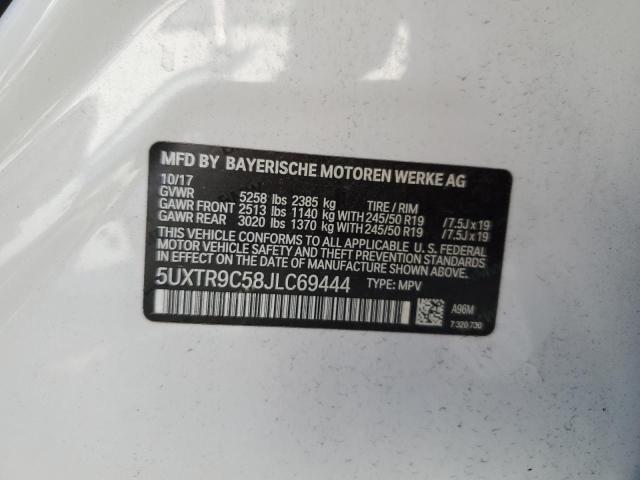 MFD BY BAYERISCHE MOTOREN WERKE AG
10/17
GVWR 5258 lbs 2385 kg TIRE / RIM
GAWR FRONT 2513 lbs 1140 kg WITH 245/50 R19 /7.5J x 19
GAWR REAR 3020 lbs 1370 kg WITH 245/50 R19 /7.5J x 19
THIS VEHICLE CONFORMS TO ALL APPLICABLE U.S. FEDERAL
MOTOR VEHICLE SAFETY STANDARDS IN EFFECT
ON THE DATE OF MANUFACTURE SHOWN ABOVE.
5UXTR9C58JLC69444 TYPE: MPV
A96M
7 320 730